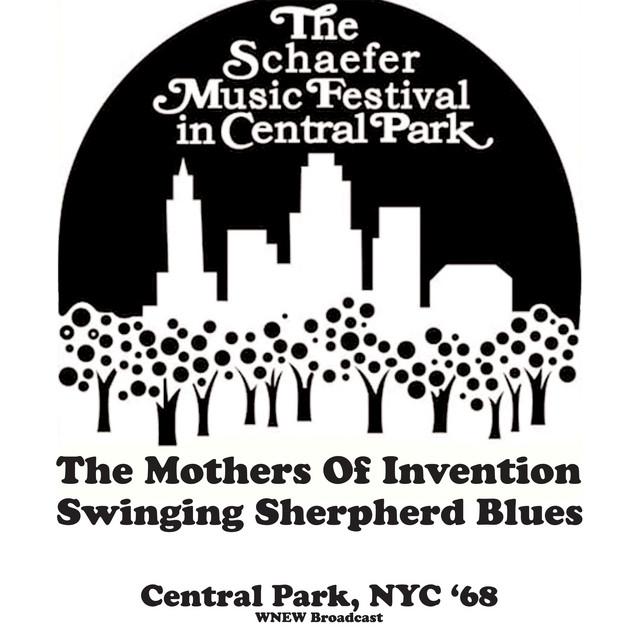 The
Schaefer
Music Festival
in Central Park
The Mothers Of Invention
Swinging Sherpherd Blues
Central Park, NYC ‘68
WNEW Broadcast